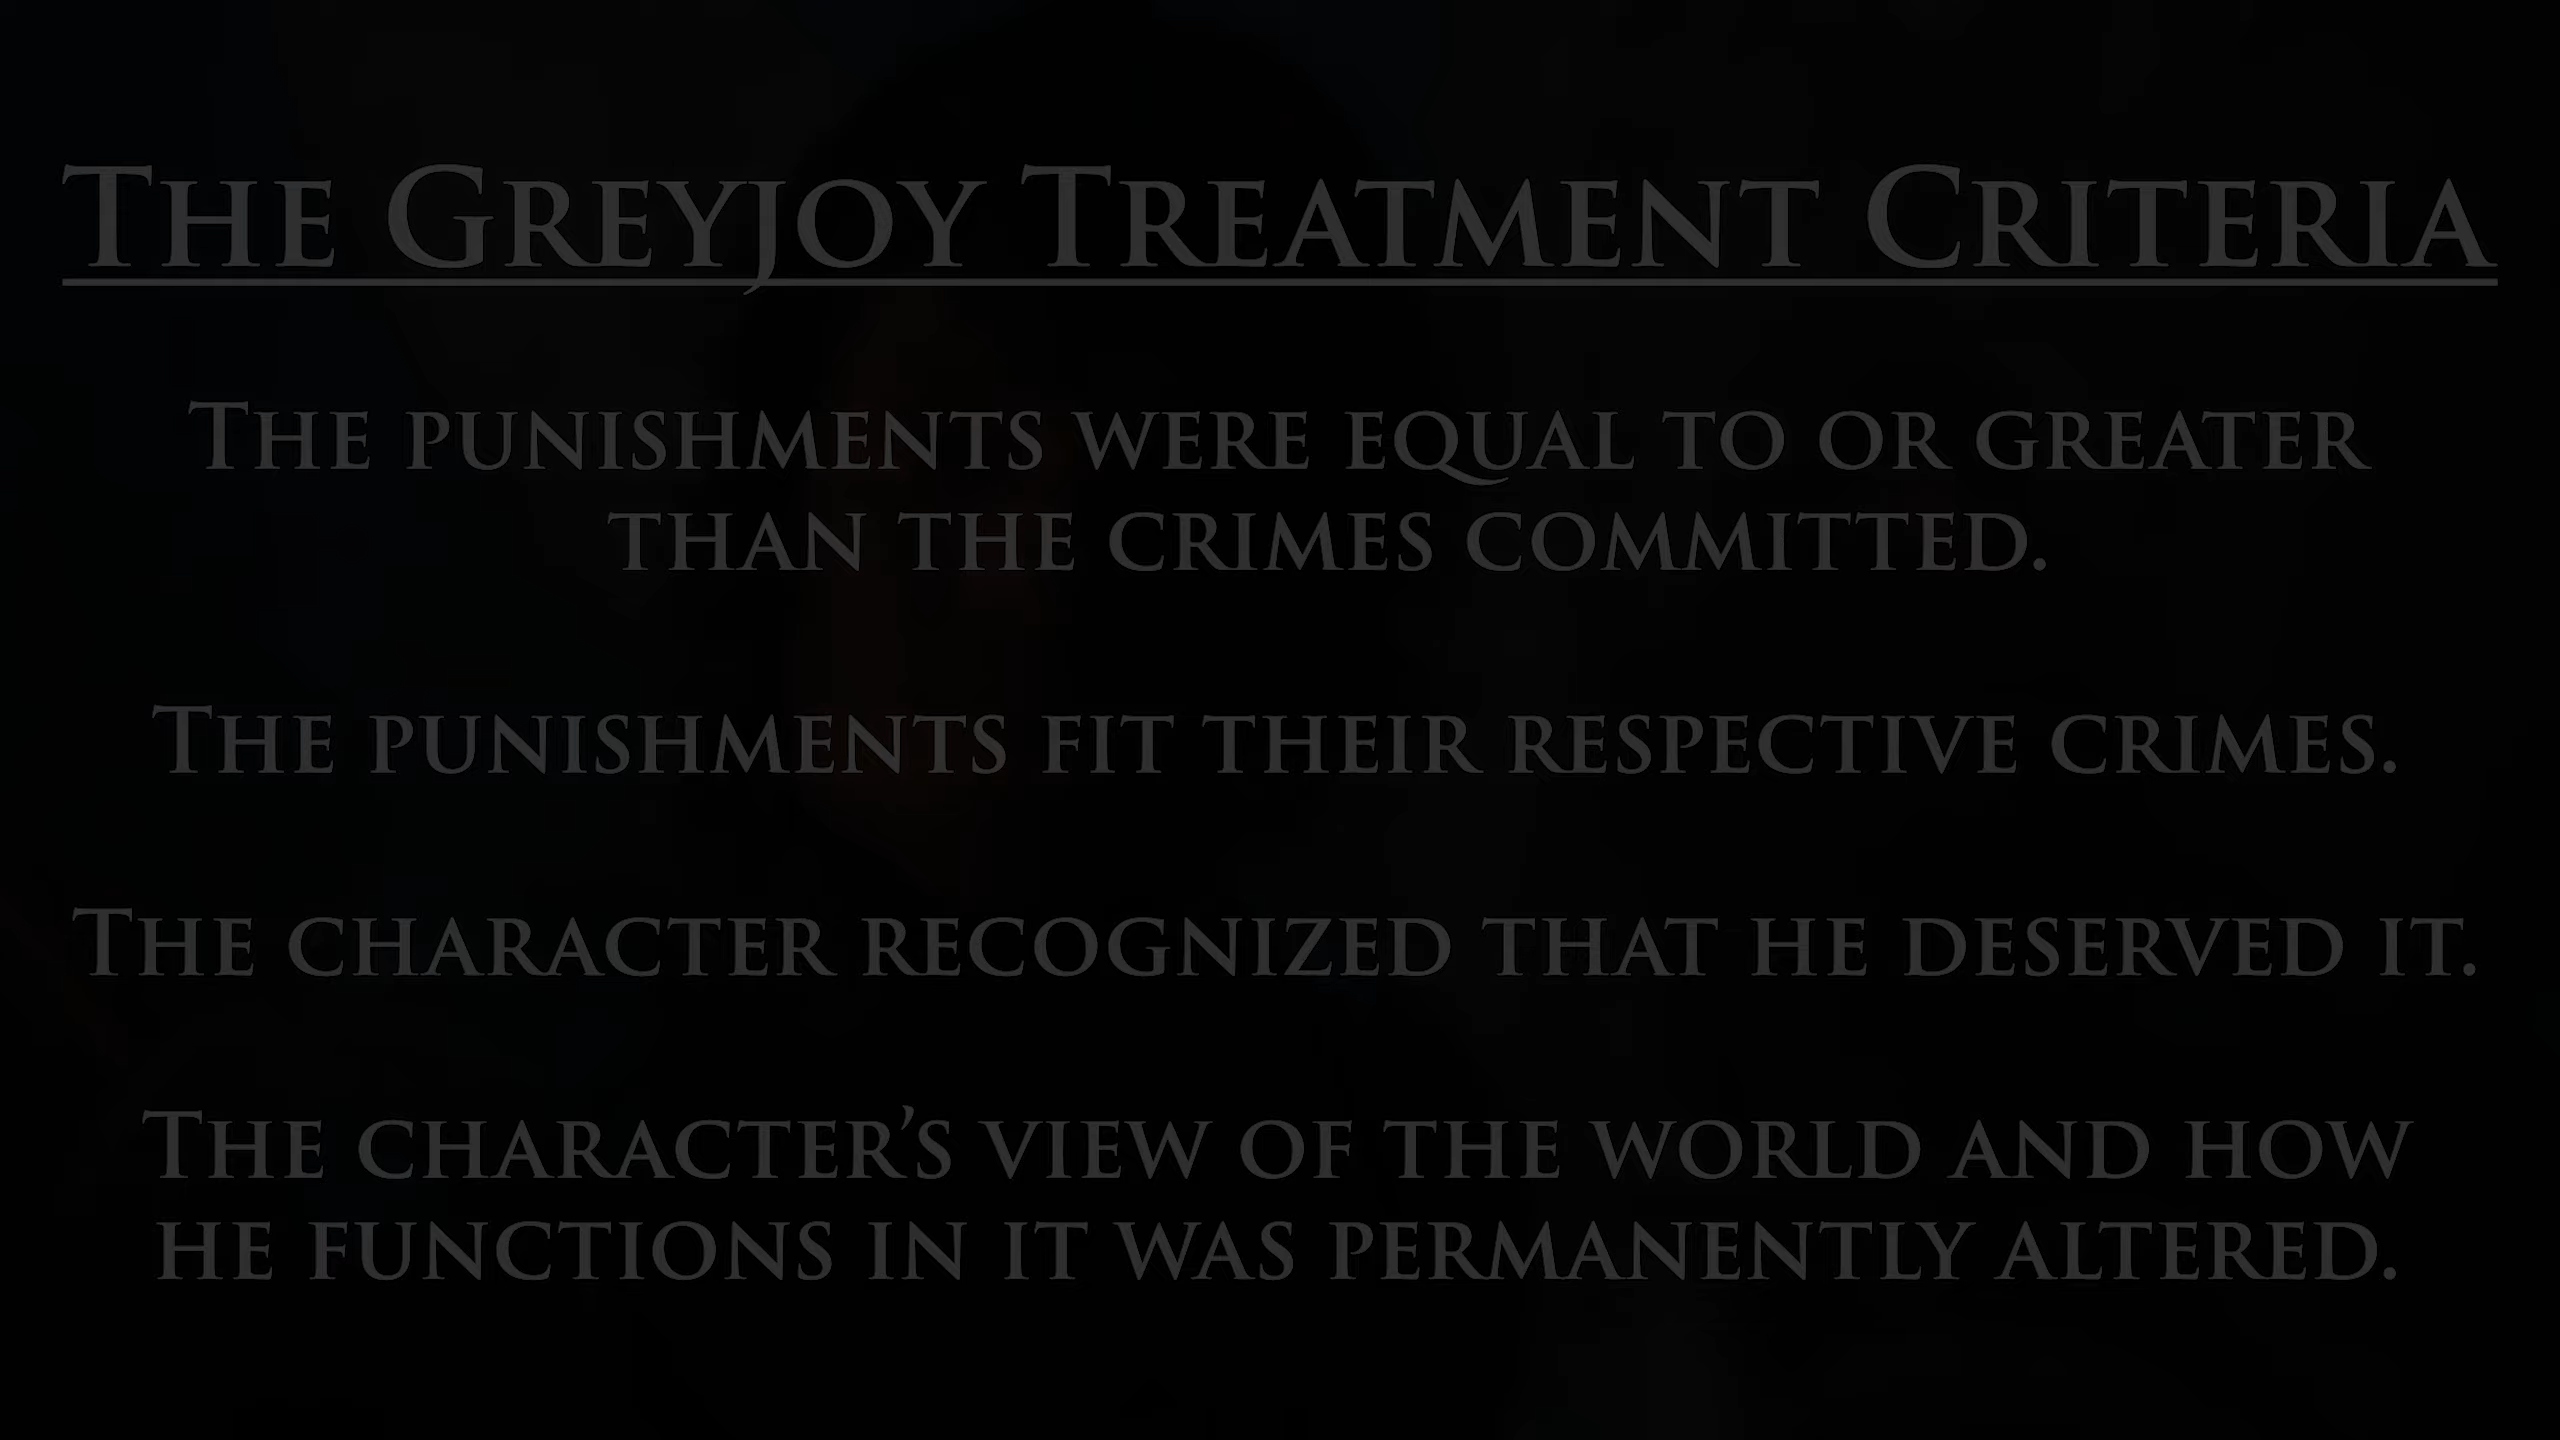 The Greyjoy Treatment Criteria
The punishments were equal to or greater
than the crimes committed.
The punishments fit their respective crimes.
The character recognized that he deserved it.
The character’s view of the world and how
he functions in it was permanently altered.